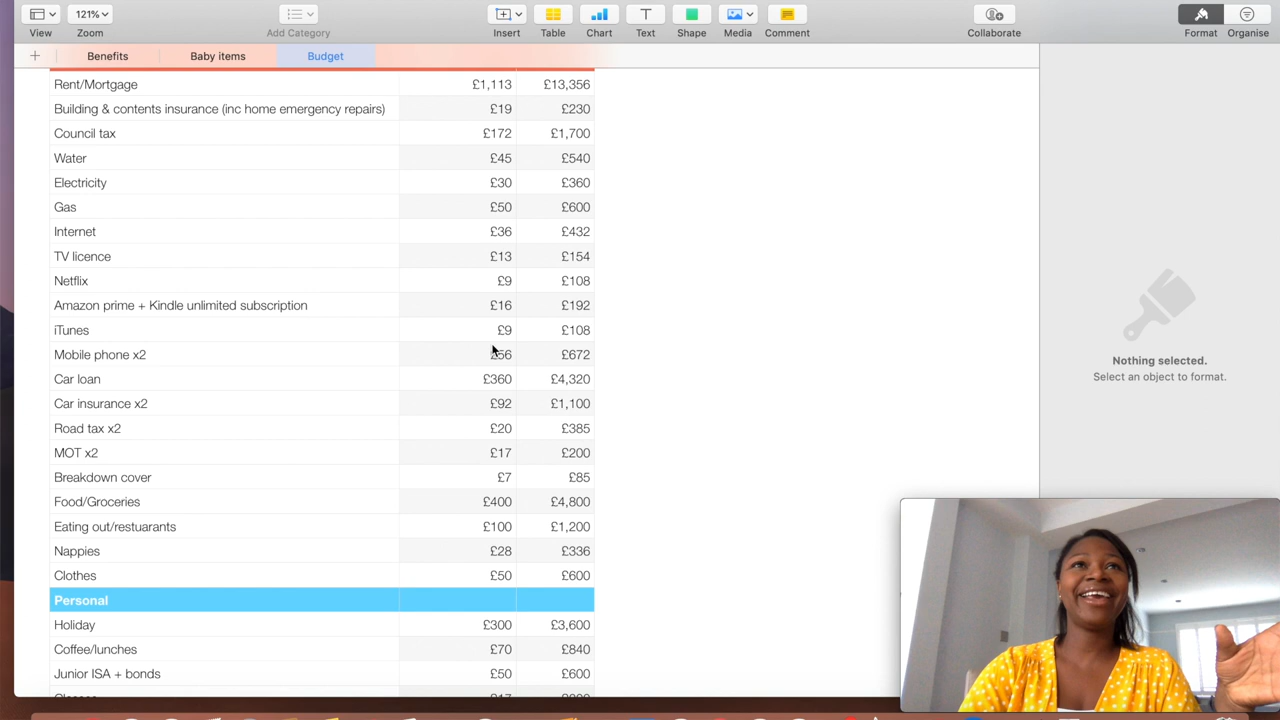 121%
View
Zoom
Add Category
Insert
Table
Chart
Text
Shape
Media
Comment
Collaborate
Format
Organise
Benefits
Baby items
Budget
Rent/Mortgage £1,113 £13,356
Building & contents insurance (inc home emergency repairs) £19 £230
Council tax £172 £1,700
Water £45 £540
Electricity £30 £360
Gas £50 £600
Internet £36 £432
TV licence £13 £154
Netflix £9 £108
Amazon prime + Kindle unlimited subscription £16 £192
iTunes £9 £108
Mobile phone x2 £56 £672
Car loan £360 £4,320
Car insurance x2 £92 £1,100
Road tax x2 £20 £385
MOT x2 £17 £200
Breakdown cover £7 £85
Food/Groceries £400 £4,800
Eating out/restuarants £100 £1,200
Nappies £28 £336
Clothes £50 £600
Personal
Holiday £300 £3,600
Coffee/lunches £70 £840
Junior ISA + bonds £50 £600
Nothing selected.
Select an object to format.